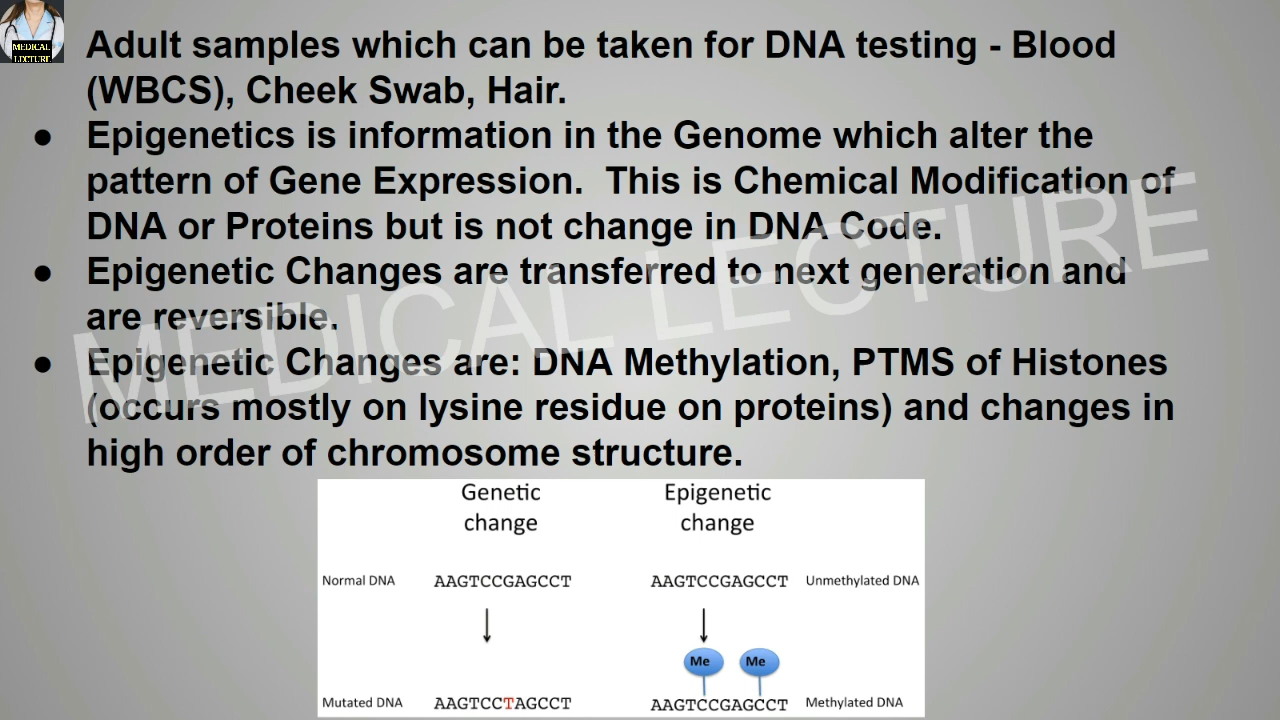 MEDICAL
LECTURE
Adult samples which can be taken for DNA testing - Blood
(WBCS), Cheek Swab, Hair.
● Epigenetics is information in the Genome which alter the
pattern of Gene Expression.  This is Chemical Modification of
DNA or Proteins but is not change in DNA Code.
● Epigenetic Changes are transferred to next generation and
are reversible.
● Epigenetic Changes are: DNA Methylation, PTMS of Histones
(occurs mostly on lysine residue on proteins) and changes in
high order of chromosome structure.
MEDICAL LECTURE
Genetic change
Epigenetic change
Normal DNA AAGTCCGAGCCT AAGTCCGAGCCT Unmethylated DNA
Me Me
Mutated DNA AAGTCCTAGCCT AAGTCCGAGCCT Methylated DNA